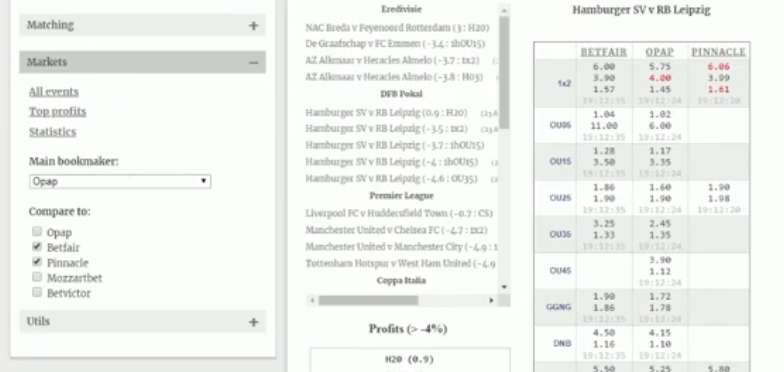 Matching +
Markets −
All events
Top profits
Statistics
Main bookmaker:
Opap
Compare to:
Opap
Betfair
Pinnacle
Mozzartbet
Betvictor
Utils +
Eredivisie
NAC Breda v Feyenoord Rotterdam (3 : H20)
De Graafschap v FC Emmen (-3.4 : 1hOU15)
AZ Alkmaar v Heracles Almelo (-3.7 : 1x2)
AZ Alkmaar v Heracles Almelo (-3.8 : H03)
DFB Pokal
Hamburger SV v RB Leipzig (0.9 : H20)
Hamburger SV v RB Leipzig (-3.5 : 1x2)
Hamburger SV v RB Leipzig (-3.7 : 1hOU15)
Hamburger SV v RB Leipzig (-4 : 1hOU15)
Hamburger SV v RB Leipzig (-4.6 : OU35)
Premier League
Liverpool FC v Huddersfield Town (-0.7 : CS)
Manchester United v Chelsea FC (-4.7 : 1x2)
Manchester United v Manchester City (-4.9 : 1
Tottenham Hotspur v West Ham United (-4.9
Coppa Italia
Profits (> -4%)
H20 (0.9)
Hamburger SV v RB Leipzig
BETFAIR OPAP PINNACLE
1x2
6.00 5.75 6.06
3.90 4.00 3.99
1.57 1.45 1.61
19:12:35 19:12:24 19:12:20
OU05
1.04 1.02
11.00 6.00
19:12:35 19:12:24
OU15
1.28 1.17
3.50 3.35
19:12:35 19:12:24
OU25
1.86 1.60 1.90
1.90 1.90 1.98
19:12:35 19:12:24 19:12:20
OU35
3.25 2.45
1.33 1.35
19:12:35 19:12:24
OU45
3.90
1.12
19:12:24
GGNG
1.90 1.72
1.86 1.78
19:12:35 19:12:24
DNB
4.50 4.15
1.16 1.10
19:12:35 19:12:24
5.50 5.25 5.80